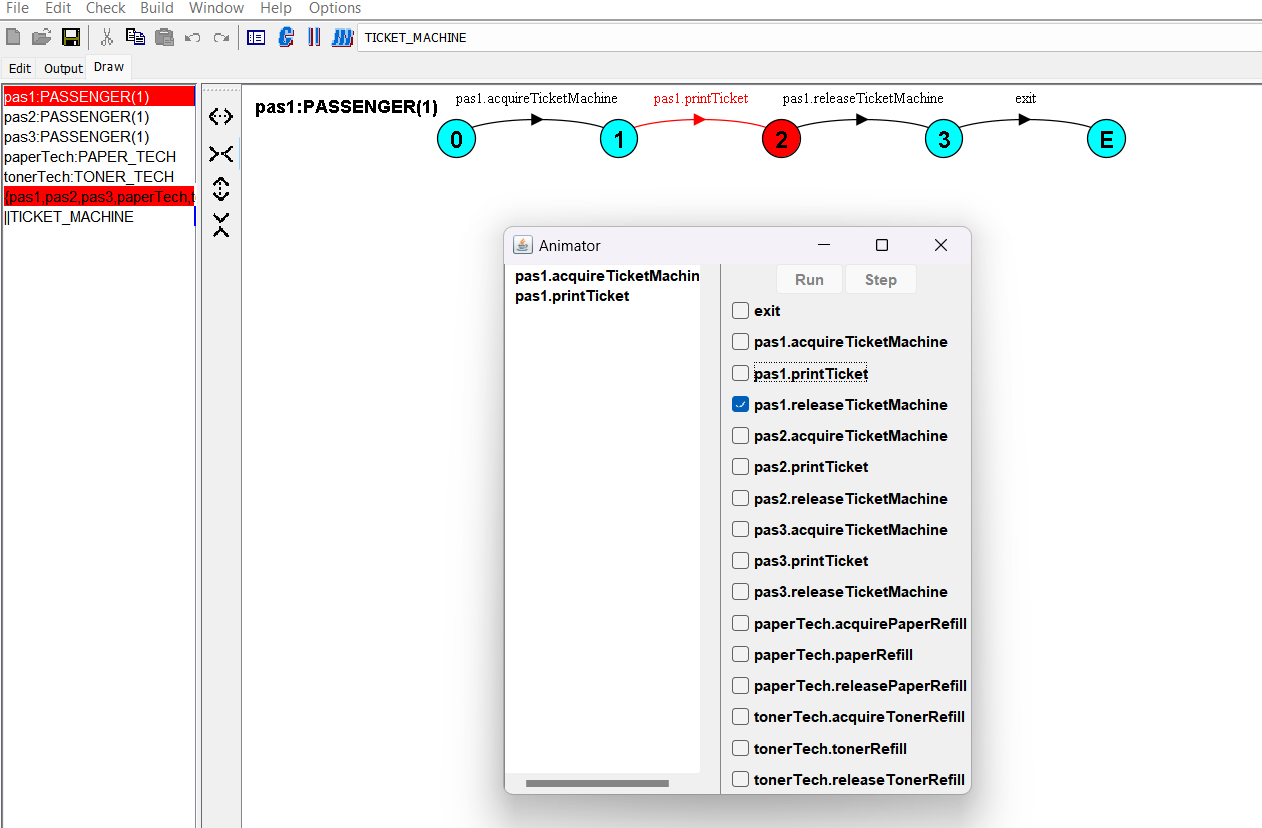 File Edit Check Build Window Help Options
TICKET_MACHINE
Edit Output Draw
pas1:PASSENGER(1)
pas2:PASSENGER(1)
pas3:PASSENGER(1)
paperTech:PAPER_TECH
tonerTech:TONER_TECH
{pas1,pas2,pas3,paperTech,t
||TICKET_MACHINE
pas1:PASSENGER(1)
pas1.acquireTicketMachine pas1.printTicket pas1.releaseTicketMachine exit
0 1 2 3 E
Animator
pas1.acquireTicketMachin
pas1.printTicket
Run Step
exit
pas1.acquireTicketMachine
pas1.printTicket
pas1.releaseTicketMachine
pas2.acquireTicketMachine
pas2.printTicket
pas2.releaseTicketMachine
pas3.acquireTicketMachine
pas3.printTicket
pas3.releaseTicketMachine
paperTech.acquirePaperRefill
paperTech.paperRefill
paperTech.releasePaperRefill
tonerTech.acquireTonerRefill
tonerTech.tonerRefill
tonerTech.releaseTonerRefill